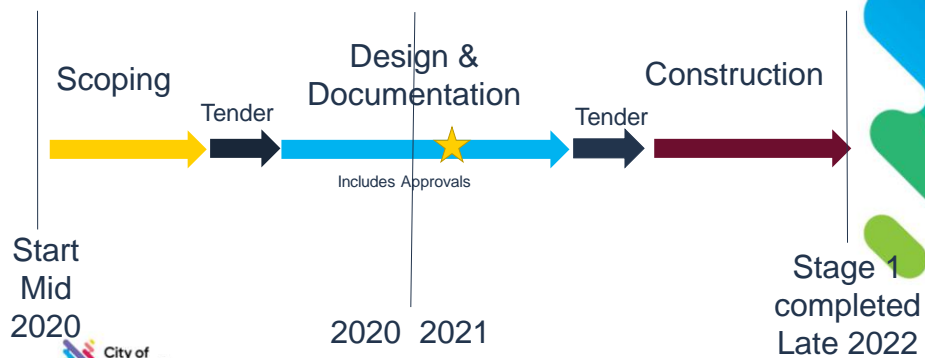 Scoping
Tender
Design &
Documentation
Tender
Construction
Includes Approvals
Start
Mid
2020
2020 2021
Stage 1
completed
Late 2022
City of